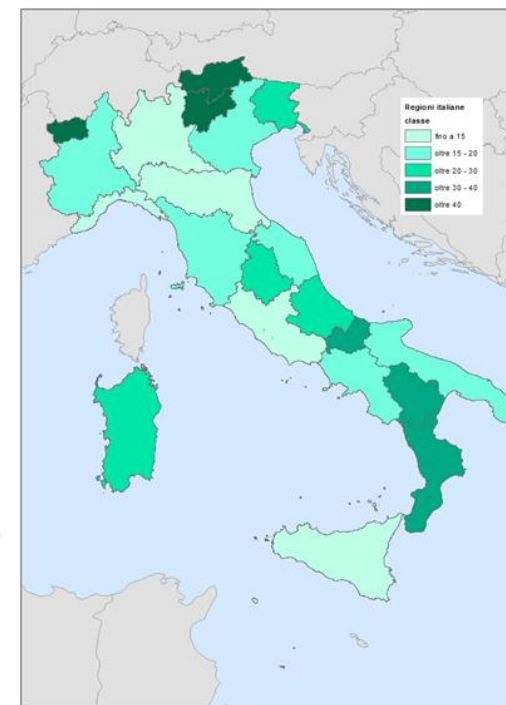 Regioni italiane
classe
fino a 15
oltre 15 - 20
oltre 20 - 30
oltre 30 - 40
oltre 40